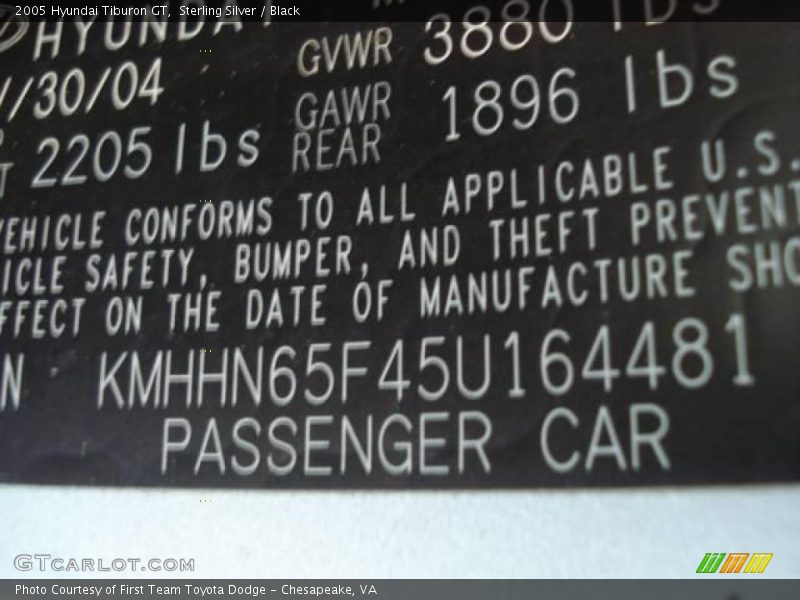 2005 Hyundai Tiburon GT, Sterling Silver / Black
HYUNDAI
GVWR 3880 lbs
/30/04
GAWR
REAR 1896 lbs
2205 lbs
VEHICLE CONFORMS TO ALL APPLICABLE U.S.
ICLE SAFETY, BUMPER, AND THEFT PREVENT
FFECT ON THE DATE OF MANUFACTURE SHO
N KMHHN65F45U164481
PASSENGER CAR
GTCARLOT.COM
Photo Courtesy of First Team Toyota Dodge - Chesapeake, VA